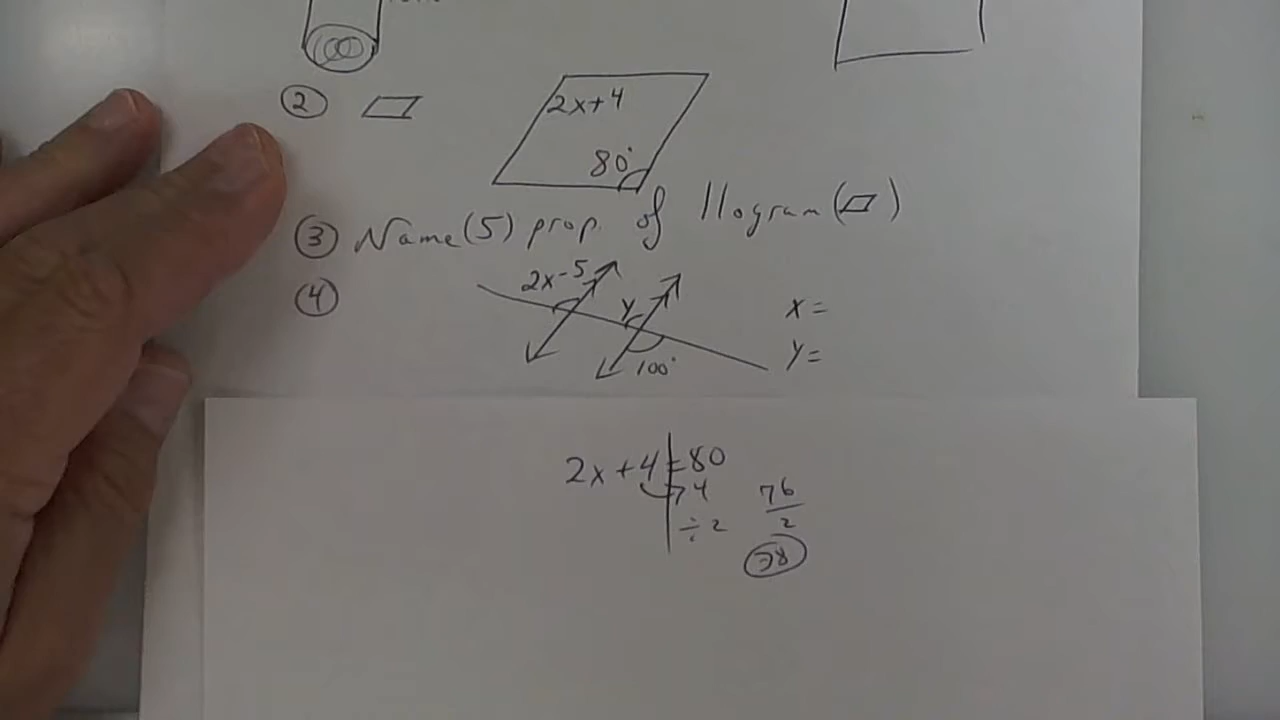 ② ▱
2x+4
80°
③ Name (5) prop. of llogram (▱)
④
2x-5
y
100°
x =
y =
2x + 4 = 80
4
÷ 2
76
2
38